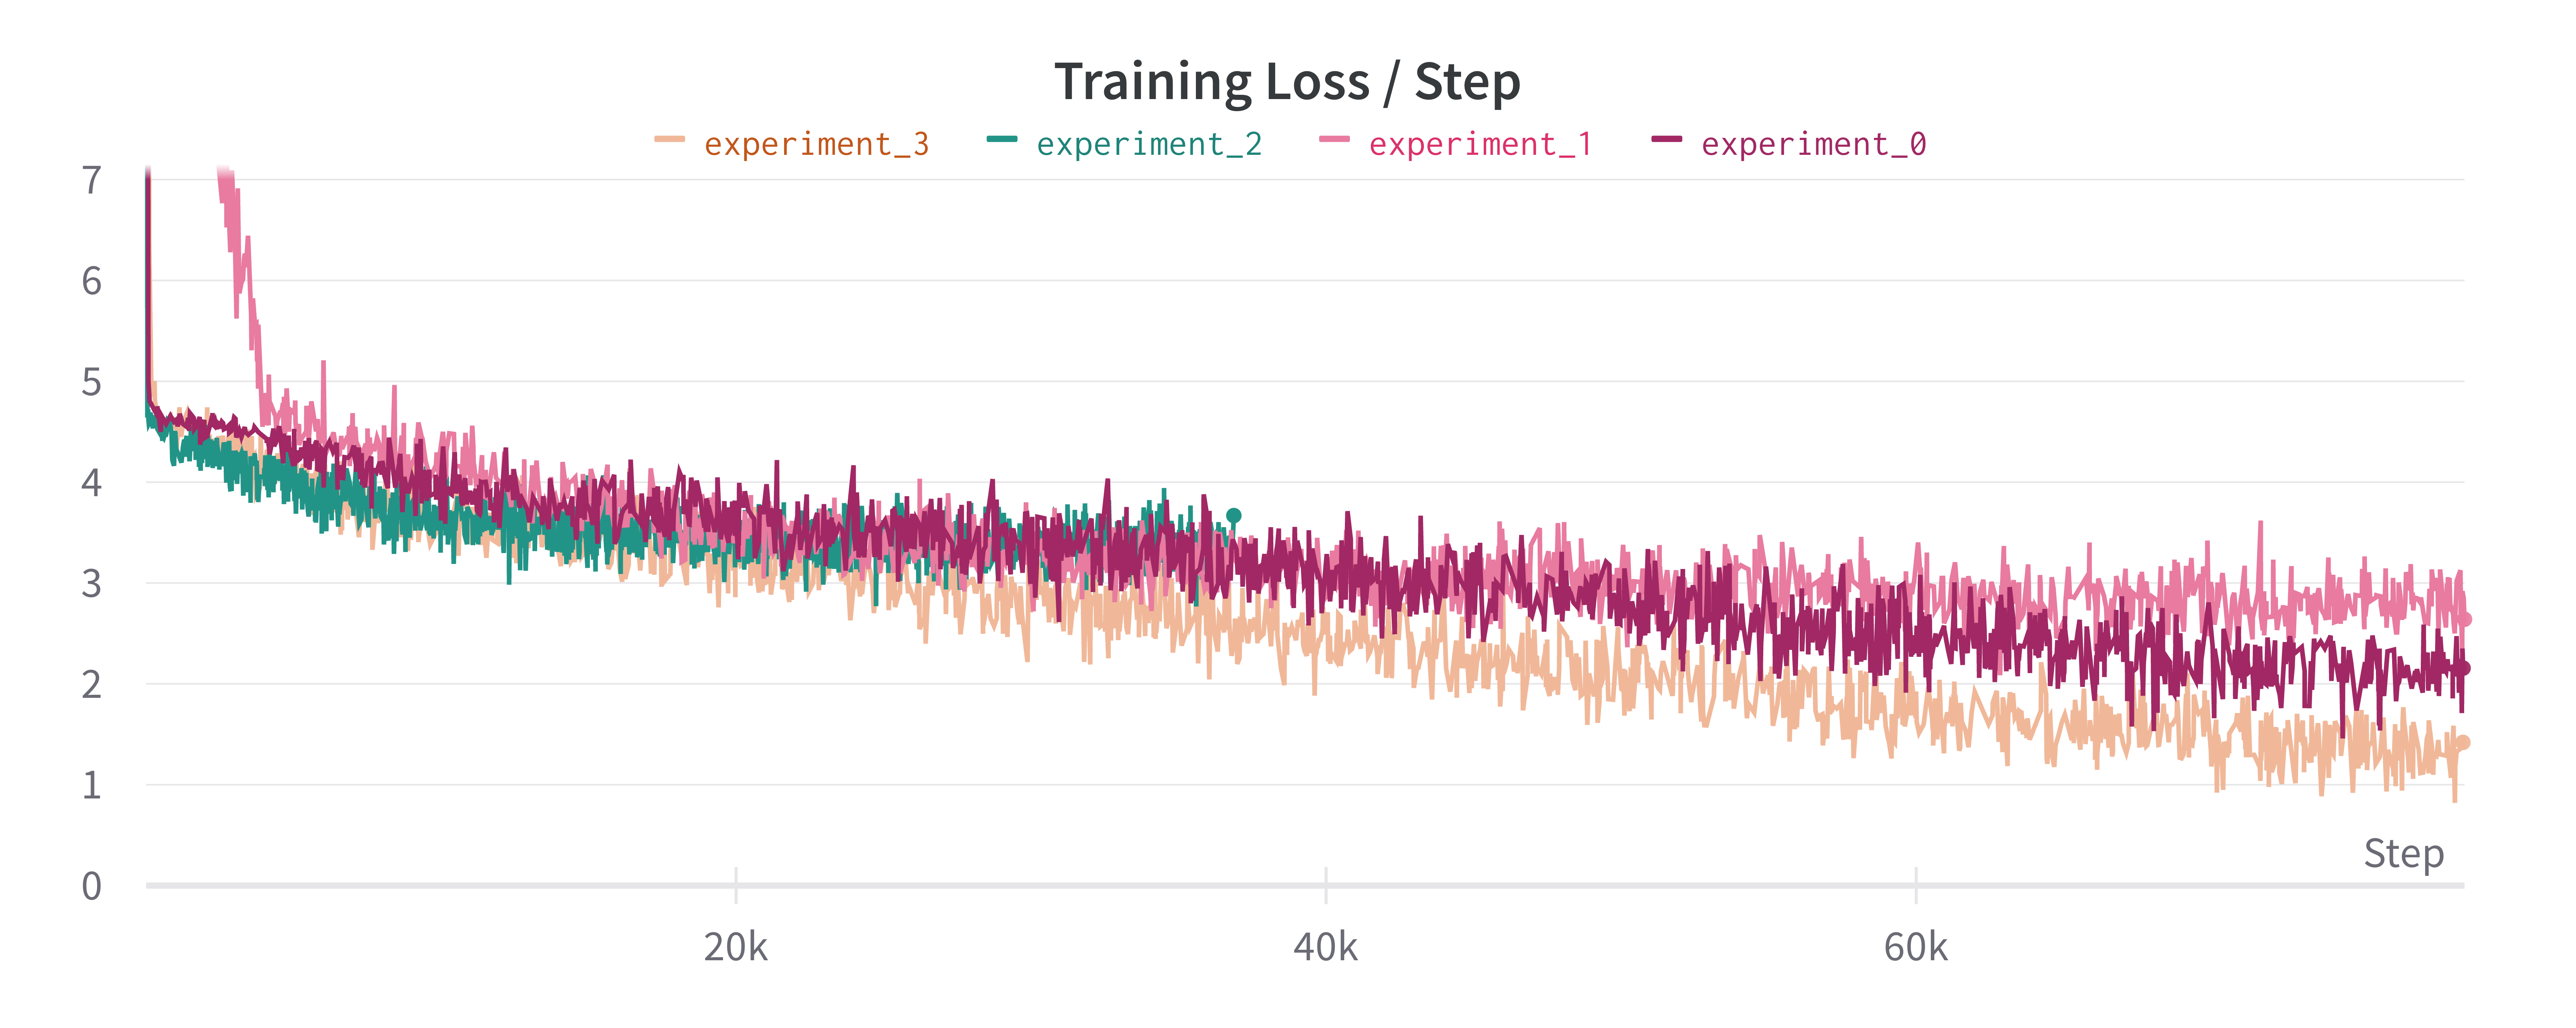 Training Loss / Step
experiment_3 experiment_2 experiment_1 experiment_0
7
6
5
4
3
2
1
Step
0
20k 40k 60k